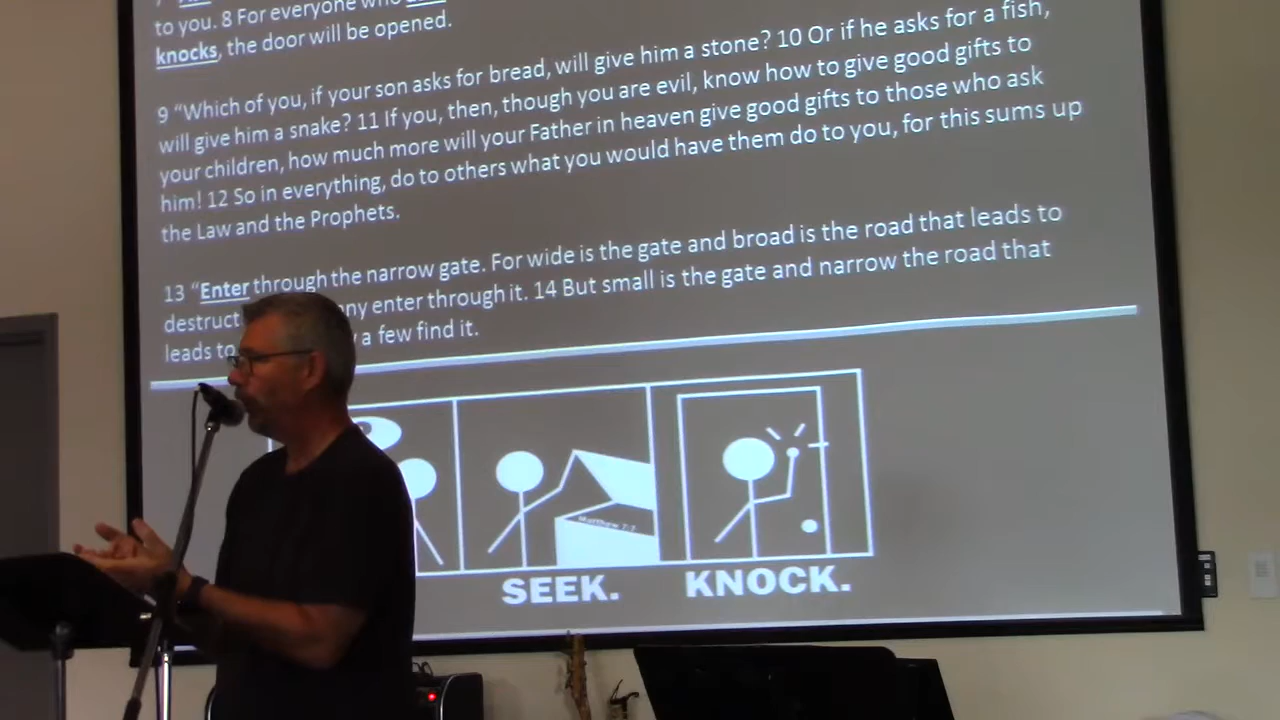 to you. 8 For everyone who
knocks, the door will be opened.
9 “Which of you, if your son asks for bread, will give him a stone? 10 Or if he asks for a fish,
will give him a snake? 11 If you, then, though you are evil, know how to give good gifts to
your children, how much more will your Father in heaven give good gifts to those who ask
him! 12 So in everything, do to others what you would have them do to you, for this sums up
the Law and the Prophets.
13 “Enter through the narrow gate. For wide is the gate and broad is the road that leads to
destruct ny enter through it. 14 But small is the gate and narrow the road that
leads to a few find it.
Matthew 7:7
SEEK. KNOCK.